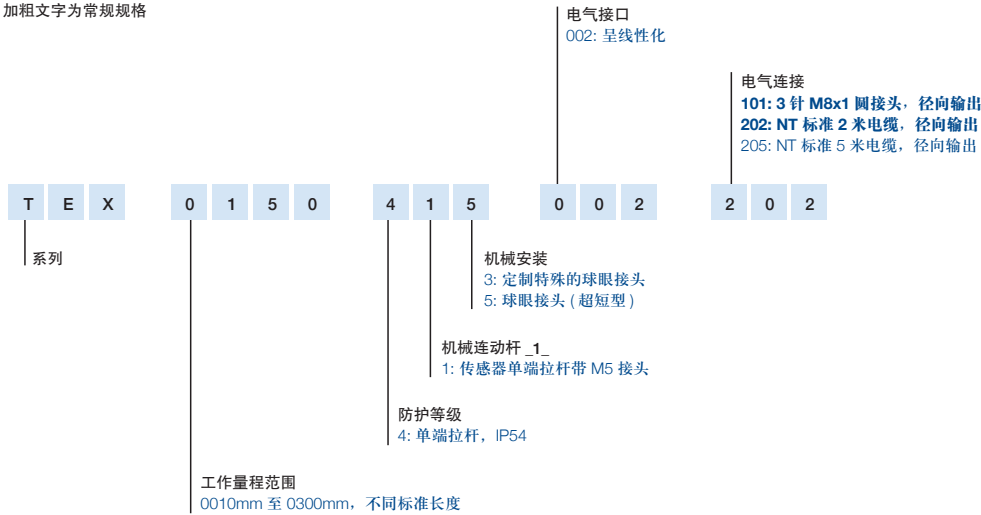 加粗文字为常规规格
电气接口
002: 呈线性化
电气连接
101: 3 针 M8x1 圆接头，径向输出
202: NT 标准 2 米电缆，径向输出
205: NT 标准 5 米电缆，径向输出
T E X 0 1 5 0 4 1 5 0 0 2 2 0 2
系列
机械安装
3: 定制特殊的球眼接头
5: 球眼接头 ( 超短型 )
机械连动杆 _1_
1: 传感器单端拉杆带 M5 接头
防护等级
4: 单端拉杆，IP54
工作量程范围
0010mm 至 0300mm，不同标准长度